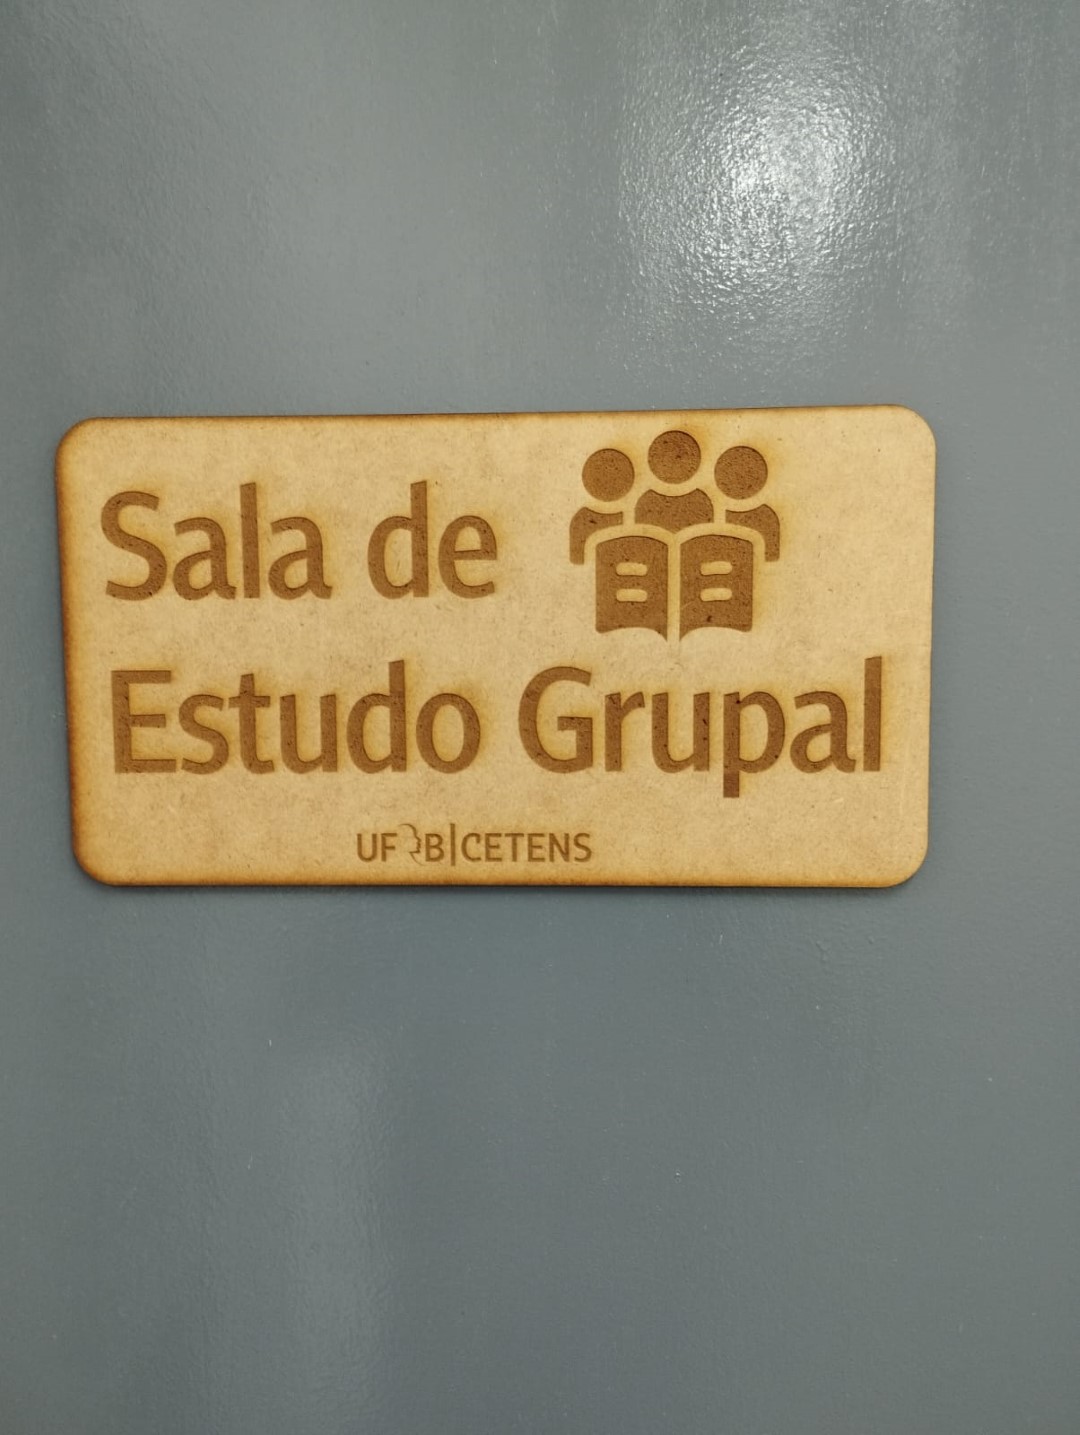 Sala de
Estudo Grupal
UFRB|CETENS